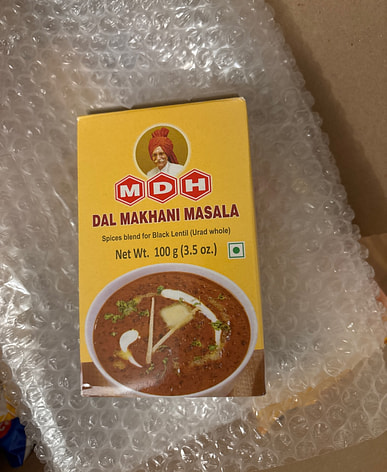 MDH
DAL MAKHANI MASALA
Spices blend for Black Lentil (Urad whole)
Net Wt. 100 g (3.5 oz.)